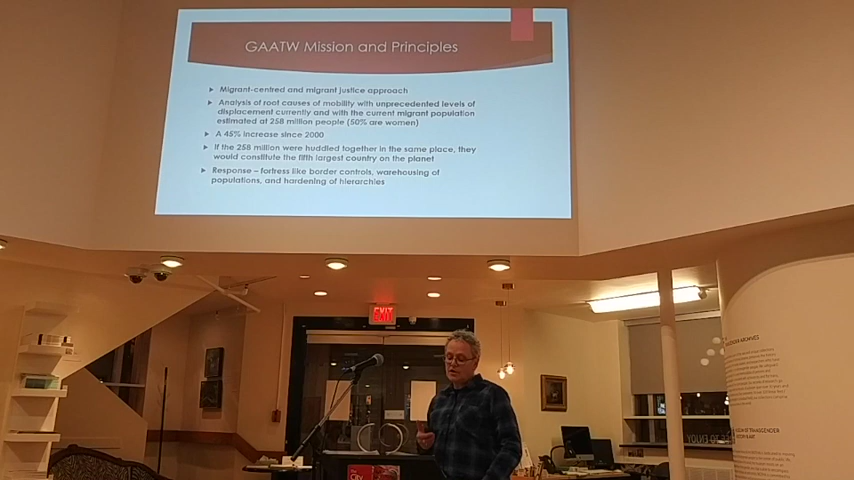 GAATW Mission and Principles
Migrant-centred and migrant justice approach
Analysis of root causes of mobility with unprecedented levels of
displacement currently and with the current migrant population
estimated at 258 million people (50% are women)
A 45% increase since 2000
If the 258 million were huddled together in the same place, they
would constitute the fifth largest country on the planet
Response – fortress like border controls, warehousing of
populations, and hardening of hierarchies
EXIT
ARCHIVES
OF TRANSGENDER